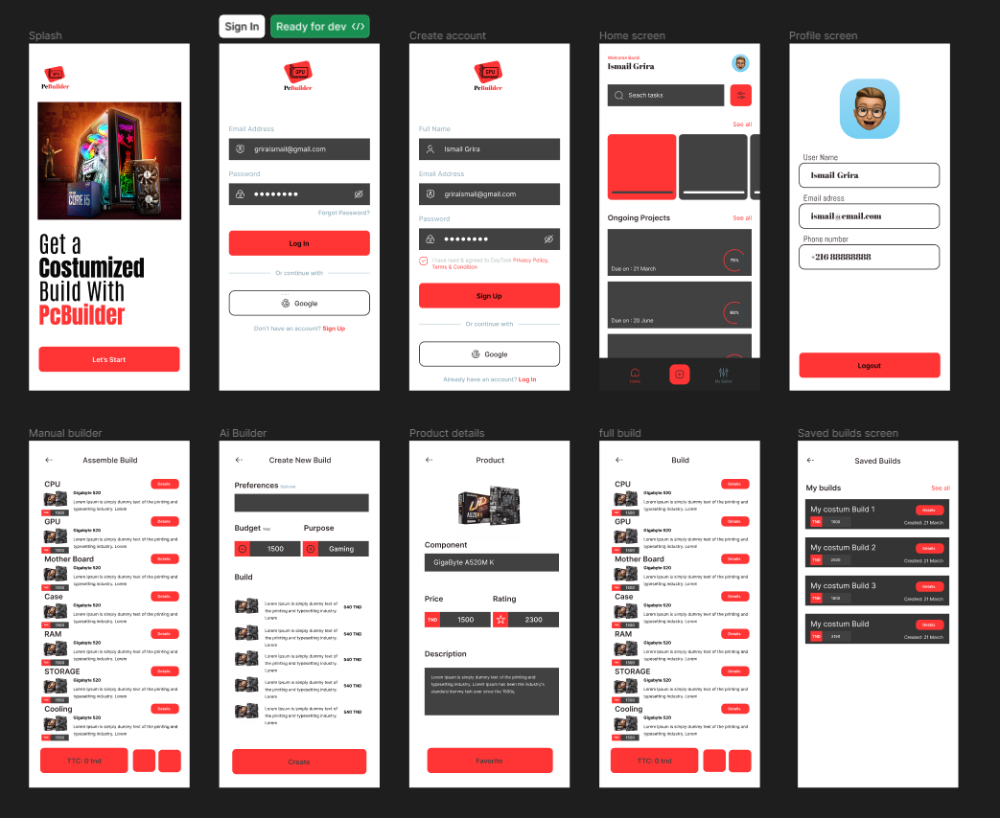 Splash
GPU
PcBuilder
CORE i5
Get a
Costumized
Build With
PcBuilder
Let's Start
Sign In
Ready for dev
GPU
PcBuilder
Email Address
griraismail@gmail.com
Password
Forgot Password?
Log In
Or continue with
Google
Don't have an account? Sign Up
Create account
GPU
PcBuilder
Full Name
Ismail Grira
Email Address
griraismail@gmail.com
Password
I have read & agreed to DayTask Privacy Policy,
Terms & Condition
Sign Up
Or continue with
Google
Already have an account? Log In
Home screen
Welcome Back!
Ismail Grira
Seach tasks
See all
Ongoing Projects
See all
75%
Due on : 21 March
60%
Due on : 20 June
Home
My Builds
Profile screen
User Name
Ismail Grira
Email adress
ismail@email.com
Phone number
+216 88888888
Logout
Manual builder
Assemble Build
CPU
Details
Gigabyte 520
Lorem Ipsum is simply dummy text of the printing and
typesetting industry. Lorem
TND 1500
GPU
Details
Gigabyte 520
Lorem Ipsum is simply dummy text of the printing and
typesetting industry. Lorem
TND 1500
Mother Board
Details
Gigabyte 520
Lorem Ipsum is simply dummy text of the printing and
typesetting industry. Lorem
TND 1500
Case
Details
Gigabyte 520
Lorem Ipsum is simply dummy text of the printing and
typesetting industry. Lorem
TND 1500
RAM
Details
Gigabyte 520
Lorem Ipsum is simply dummy text of the printing and
typesetting industry. Lorem
TND 1500
STORAGE
Details
Gigabyte 520
Lorem Ipsum is simply dummy text of the printing and
typesetting industry. Lorem
TND 1500
Cooling
Details
Gigabyte 520
Lorem Ipsum is simply dummy text of the printing and
typesetting industry. Lorem
TND 1500
TTC: 0 tnd
Ai Builder
Create New Build
Preferences Optional
Budget TND
Purpose
1500
Gaming
Build
Lorem Ipsum is simply dummy text of
the printing and typesetting industry.
Lorem
540 TND
Lorem Ipsum is simply dummy text of
the printing and typesetting industry.
Lorem
540 TND
Lorem Ipsum is simply dummy text of
the printing and typesetting industry.
Lorem
540 TND
Lorem Ipsum is simply dummy text of
the printing and typesetting industry.
Lorem
540 TND
Lorem Ipsum is simply dummy text of
the printing and typesetting industry.
Lorem
540 TND
Create
Product details
Product
A520M K
Component
GigaByte A520M K
Price
Rating
TND 1500
2300
Description
Lorem Ipsum is simply dummy text of the printing and
typesetting industry. Lorem Ipsum has been the industry's
standard dummy text ever since the 1500s,
Favorite
full build
Build
CPU
Details
Gigabyte 520
Lorem Ipsum is simply dummy text of the printing and
typesetting industry. Lorem
TND 1500
GPU
Details
Gigabyte 520
Lorem Ipsum is simply dummy text of the printing and
typesetting industry. Lorem
TND 1500
Mother Board
Details
Gigabyte 520
Lorem Ipsum is simply dummy text of the printing and
typesetting industry. Lorem
TND 1500
Case
Details
Gigabyte 520
Lorem Ipsum is simply dummy text of the printing and
typesetting industry. Lorem
TND 1500
RAM
Details
Gigabyte 520
Lorem Ipsum is simply dummy text of the printing and
typesetting industry. Lorem
TND 1500
STORAGE
Details
Gigabyte 520
Lorem Ipsum is simply dummy text of the printing and
typesetting industry. Lorem
TND 1500
Cooling
Details
Gigabyte 520
Lorem Ipsum is simply dummy text of the printing and
typesetting industry. Lorem
TND 1500
TTC: 0 tnd
Saved builds screen
Saved Builds
My builds
See all
My costum Build 1
Details
TND 1500
Created: 21 March
My costum Build 2
Details
TND
Created: 21 March
My costum Build 3
Details
TND
Created: 21 March
My costum Build
Details
TND
Created: 21 March